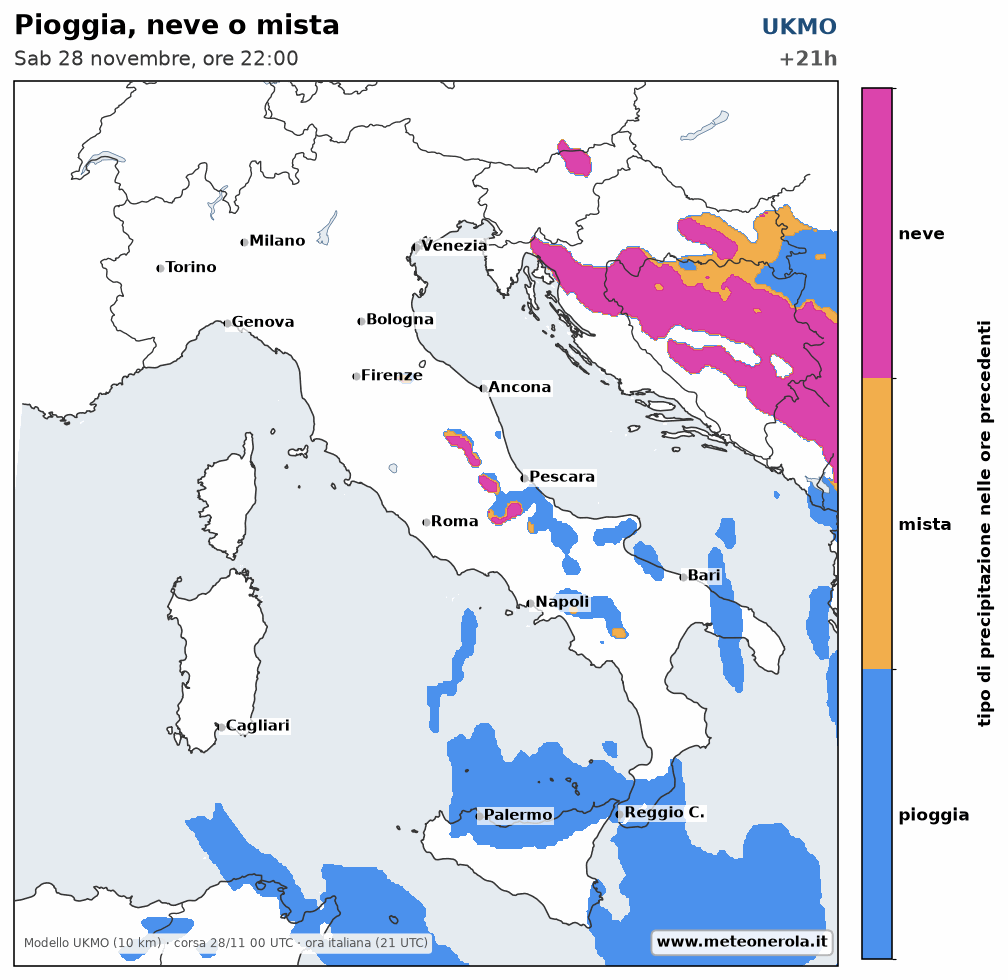 Pioggia, neve o mista
UKMO
Sab 28 novembre, ore 22:00
+21h
Milano
Venezia
Torino
Genova
Bologna
Firenze
Ancona
Pescara
Roma
Bari
Napoli
Cagliari
Palermo
Reggio C.
neve
mista
pioggia
tipo di precipitazione nelle ore precedenti
Modello UKMO (10 km) · corsa 28/11 00 UTC · ora italiana (21 UTC)
www.meteonerola.it